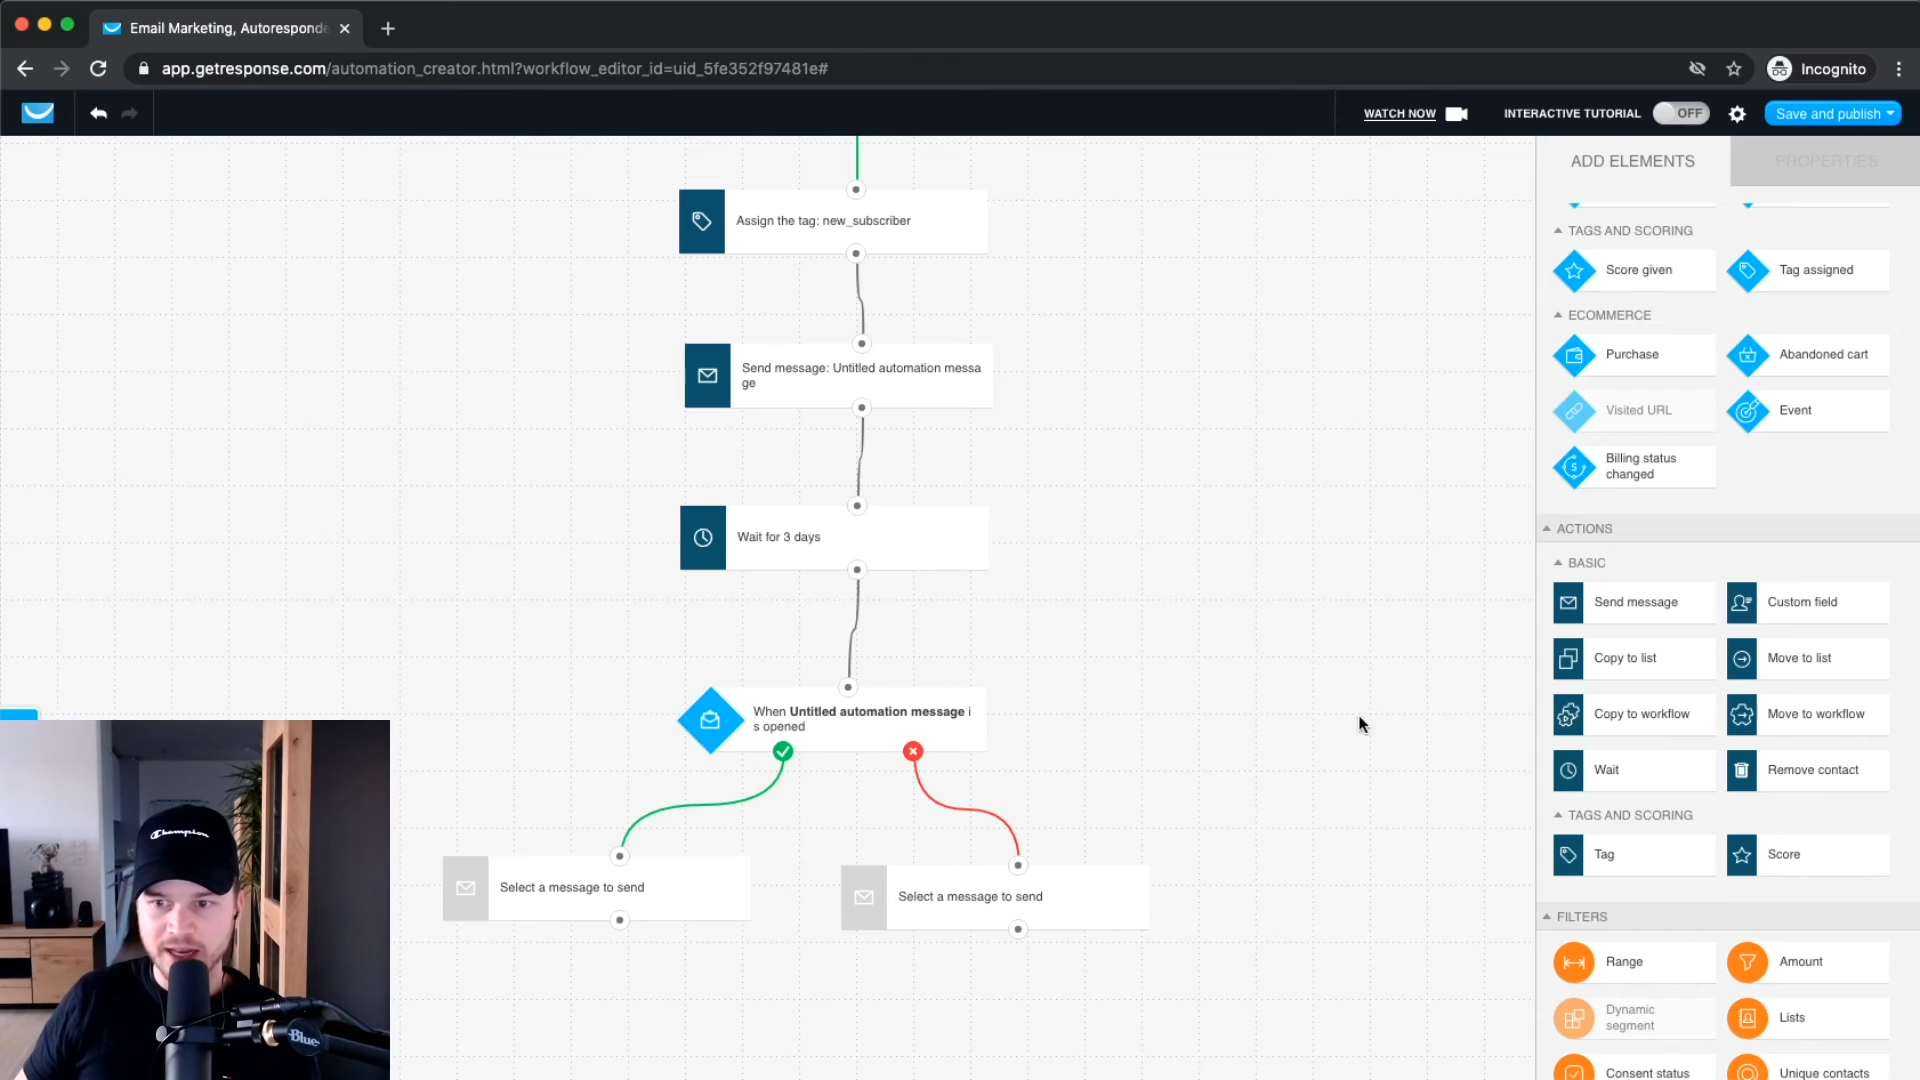 Email Marketing, Autoresponde
app.getresponse.com/automation_creator.html?workflow_editor_id=uid_5fe352f97481e#
Incognito
WATCH NOW
INTERACTIVE TUTORIAL
OFF
Save and publish
ADD ELEMENTS
PROPERTIES
Assign the tag: new_subscriber
Send message: Untitled automation messa
ge
Wait for 3 days
When Untitled automation message i
s opened
Select a message to send
Select a message to send
TAGS AND SCORING
Score given
Tag assigned
ECOMMERCE
Purchase
Abandoned cart
Visited URL
Event
Billing status
changed
ACTIONS
BASIC
Send message
Custom field
Copy to list
Move to list
Copy to workflow
Move to workflow
Wait
Remove contact
TAGS AND SCORING
Tag
Score
FILTERS
Range
Amount
Dynamic
segment
Lists
Consent status
Unique contacts
Champion
Blue